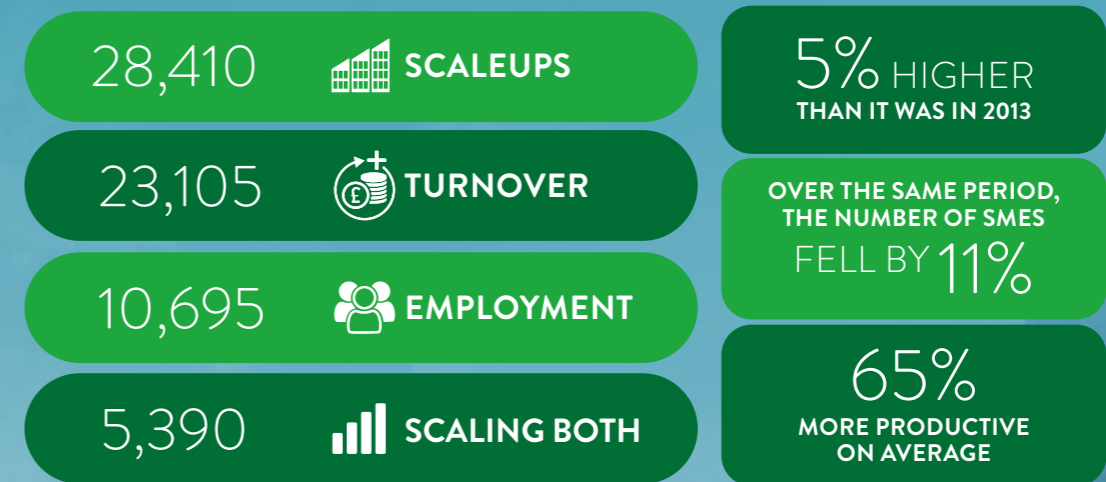 28,410 SCALEUPS
23,105 TURNOVER
£
10,695 EMPLOYMENT
5,390 SCALING BOTH
5% HIGHER
THAN IT WAS IN 2013
OVER THE SAME PERIOD,
THE NUMBER OF SMES
FELL BY 11%
65%
MORE PRODUCTIVE
ON AVERAGE